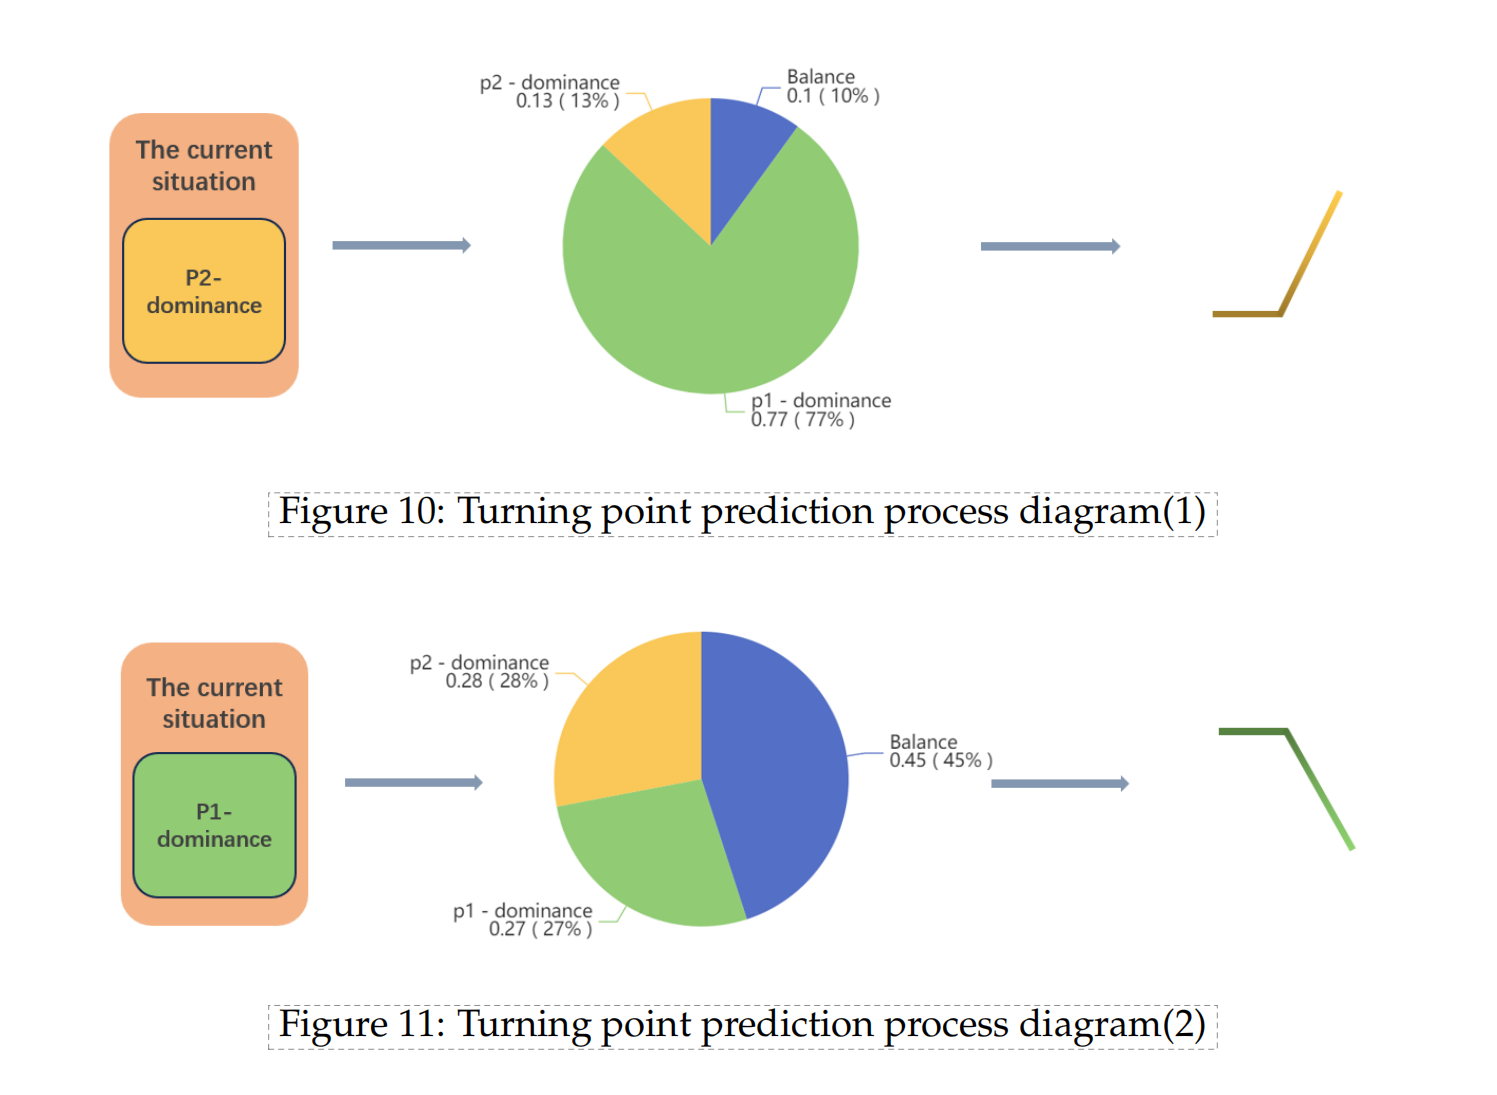 p2 - dominance
0.13 ( 13% )
Balance
0.1 ( 10% )
The current
situation
P2-
dominance
p1 - dominance
0.77 ( 77% )
Figure 10: Turning point prediction process diagram(1)
p2 - dominance
0.28 ( 28% )
The current
situation
Balance
0.45 ( 45% )
P1-
dominance
p1 - dominance
0.27 ( 27% )
Figure 11: Turning point prediction process diagram(2)